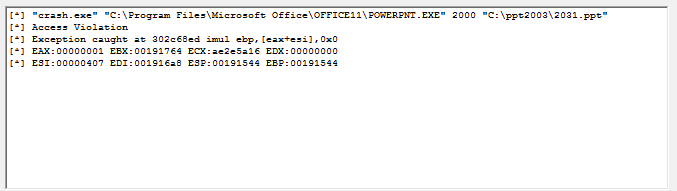 [*] "crash.exe" "C:\Program Files\Microsoft Office\OFFICE11\POWERPNT.EXE" 2000 "C:\ppt2003\2031.ppt"
[*] Access Violation
[*] Exception caught at 302c68ed imul ebp,[eax+esi],0x0
[*] EAX:00000001 EBX:00191764 ECX:ae2e5a16 EDX:00000000
[*] ESI:00000407 EDI:001916a8 ESP:00191544 EBP:00191544